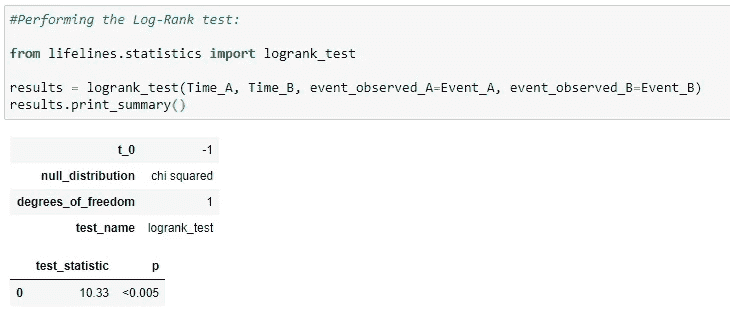 #Performing the Log-Rank test:
from lifelines.statistics import logrank_test
results = logrank_test(Time_A, Time_B, event_observed_A=Event_A, event_observed_B=Event_B)
results.print_summary()
t_0 -1
null_distribution chi squared
degrees_of_freedom 1
test_name logrank_test
test_statistic p
0 10.33 <0.005